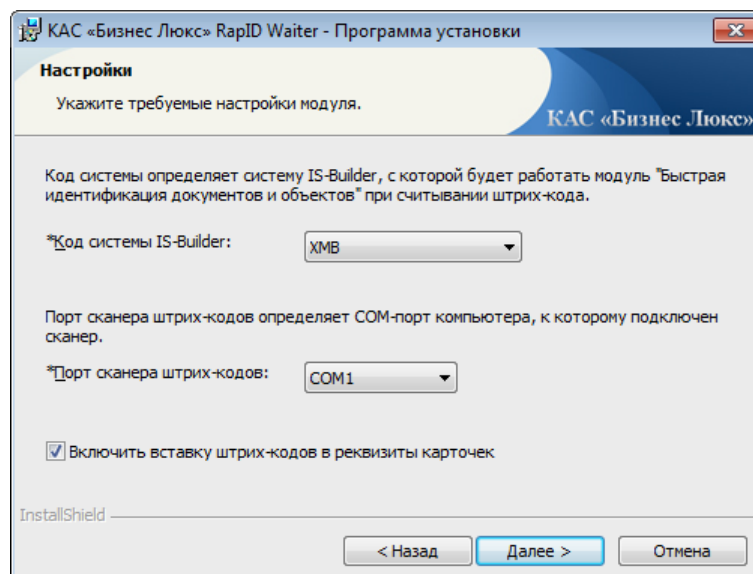 КАС «Бизнес Люкс» RapID Waiter - Программа установки
Настройки
Укажите требуемые настройки модуля.
КАС «Бизнес Люкс»
Код системы определяет систему IS-Builder, с которой будет работать модуль "Быстрая
идентификация документов и объектов" при считывании штрих-кода.
*Код системы IS-Builder:
XMB
Порт сканера штрих-кодов определяет COM-порт компьютера, к которому подключен
сканер.
*Порт сканера штрих-кодов:
COM1
Включить вставку штрих-кодов в реквизиты карточек
InstallShield
< Назад
Далее >
Отмена